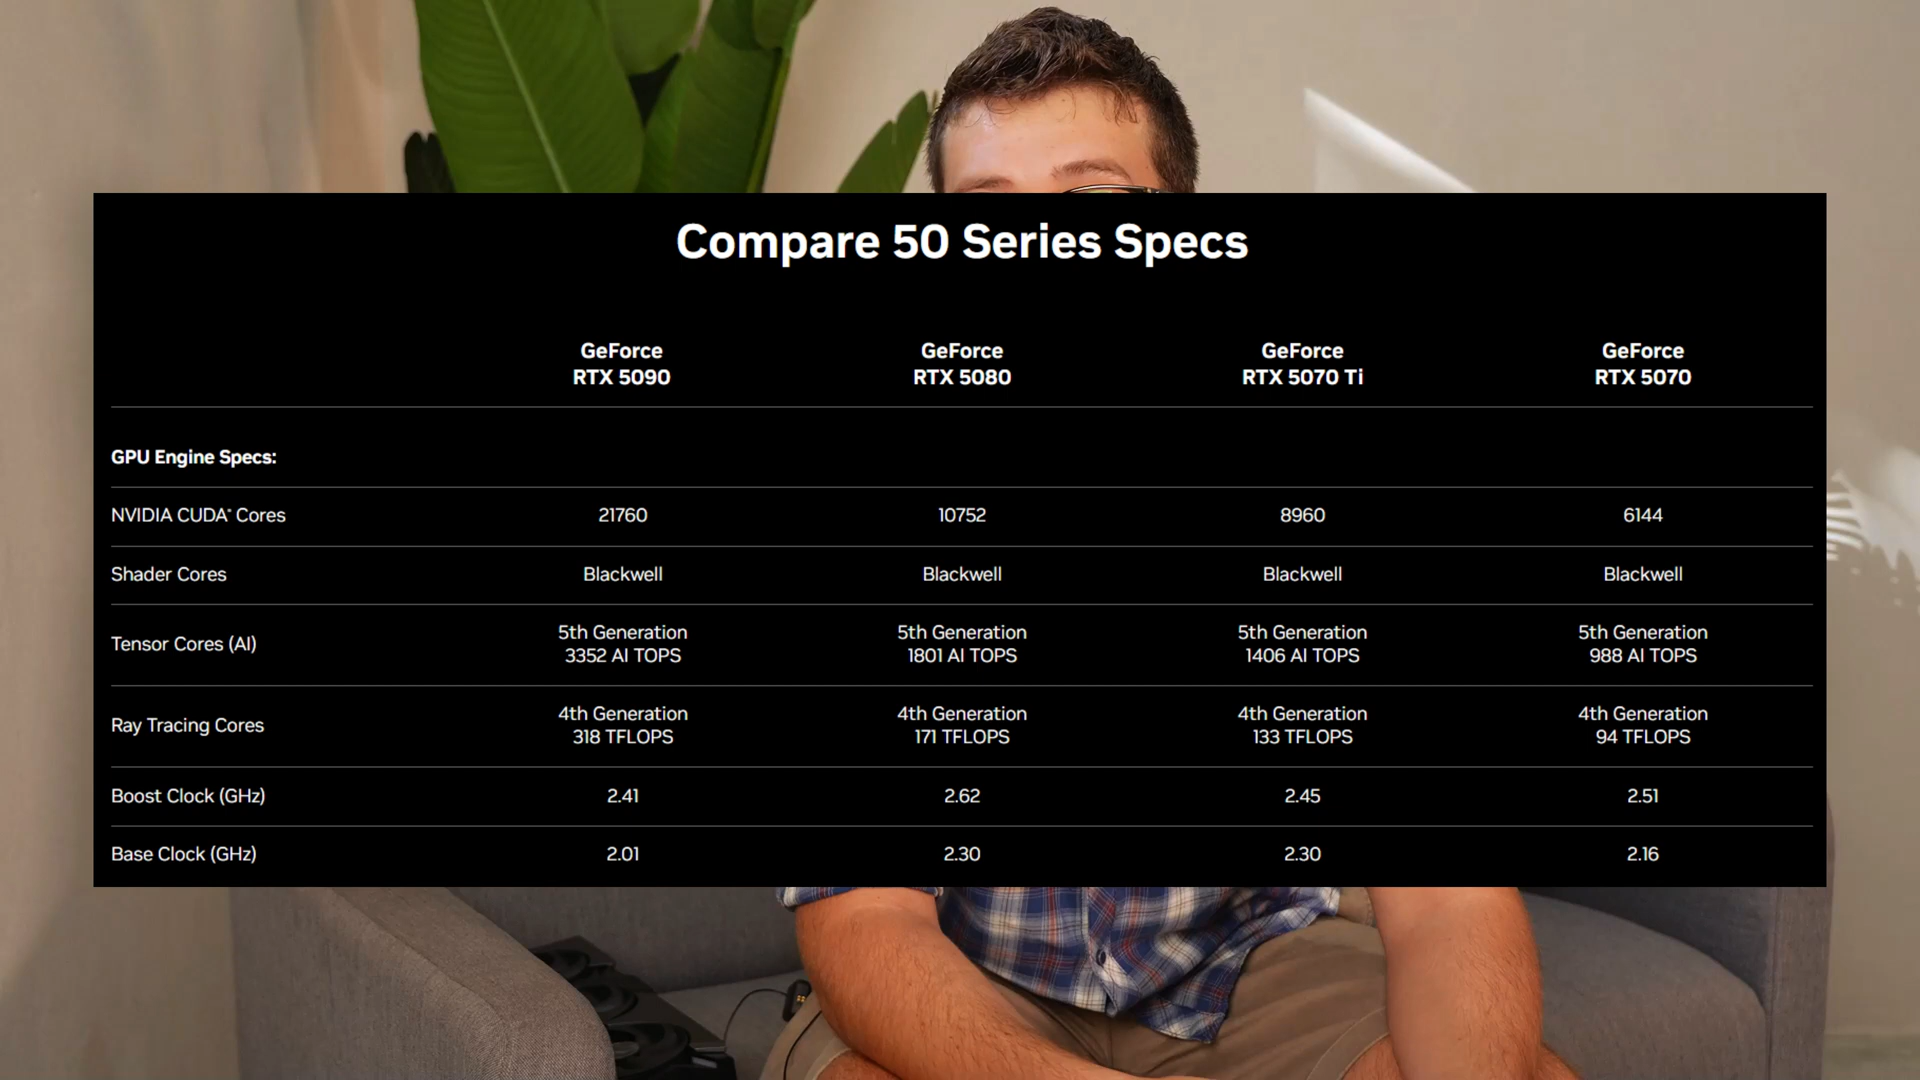 Compare 50 Series Specs
GeForce
RTX 5090
GeForce
RTX 5080
GeForce
RTX 5070 Ti
GeForce
RTX 5070
GPU Engine Specs:
NVIDIA CUDA® Cores
21760
10752
8960
6144
Shader Cores
Blackwell
Blackwell
Blackwell
Blackwell
Tensor Cores (AI)
5th Generation
3352 AI TOPS
5th Generation
1801 AI TOPS
5th Generation
1406 AI TOPS
5th Generation
988 AI TOPS
Ray Tracing Cores
4th Generation
318 TFLOPS
4th Generation
171 TFLOPS
4th Generation
133 TFLOPS
4th Generation
94 TFLOPS
Boost Clock (GHz)
2.41
2.62
2.45
2.51
Base Clock (GHz)
2.01
2.30
2.30
2.16